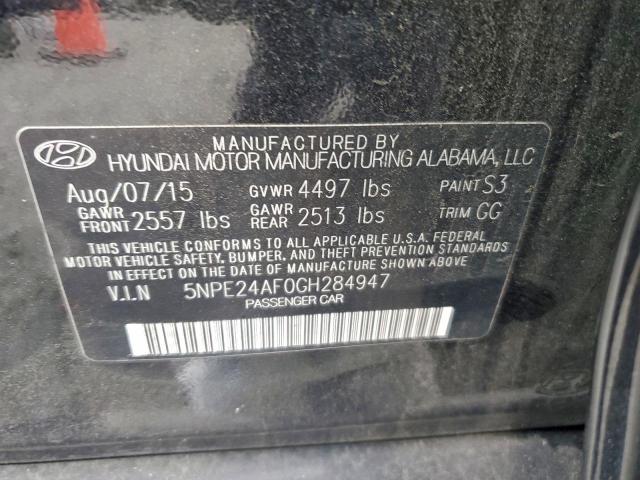 MANUFACTURED BY
HYUNDAI MOTOR MANUFACTURING ALABAMA, LLC
Aug/07/15 GVWR 4497 lbs PAINT S3
GAWR FRONT 2557 lbs GAWR REAR 2513 lbs TRIM GG
THIS VEHICLE CONFORMS TO ALL APPLICABLE U.S.A. FEDERAL
MOTOR VEHICLE SAFETY, BUMPER, AND THEFT PREVENTION STANDARDS
IN EFFECT ON THE DATE OF MANUFACTURE SHOWN ABOVE
V.I.N 5NPE24AF0GH284947
PASSENGER CAR